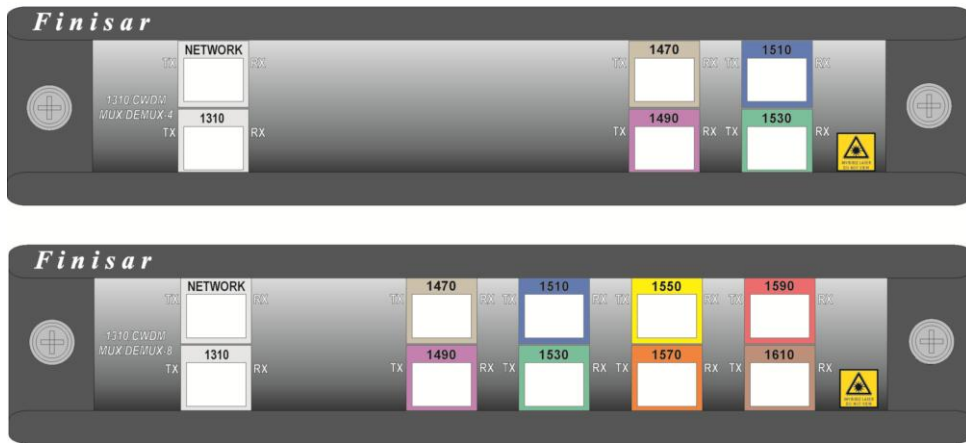 Finisar
NETWORK 1470 1510
TX RX TX RX TX RX
1310 CWDM
MUX DEMUX-4
1310 1490 1530
TX RX TX RX TX RX
Finisar
NETWORK 1470 1510 1550 1590
TX RX TX RX TX RX TX RX TX RX
1310 CWDM
MUX DEMUX-8
1310 1490 1530 1570 1610
TX RX TX RX TX RX TX RX TX RX